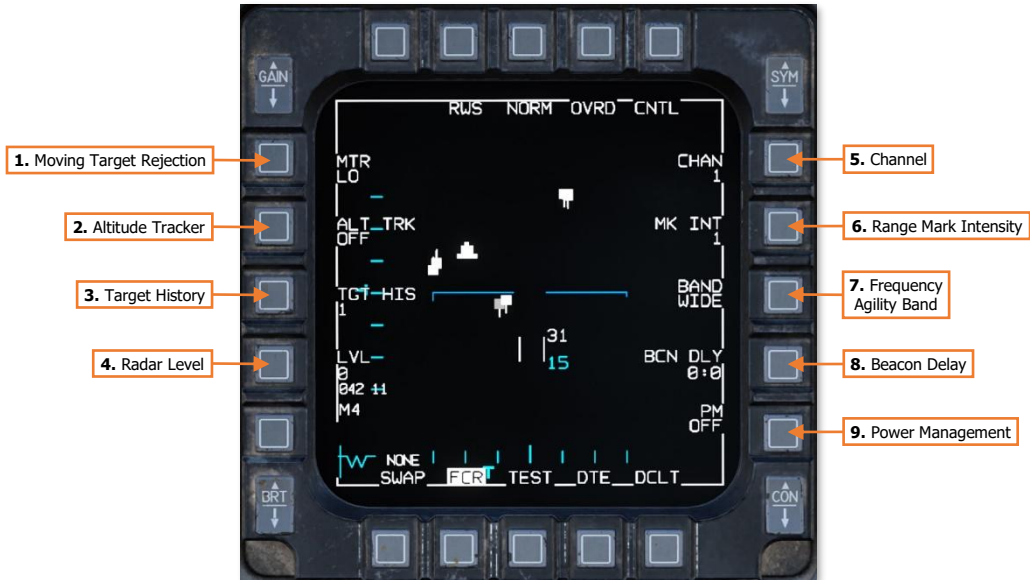 GAIN
SYM
RWS NORM OVRD CNTL
1. Moving Target Rejection
MTR
LO
CHAN
1
5. Channel
2. Altitude Tracker
ALT TRK
OFF
MK INT
1
6. Range Mark Intensity
3. Target History
TGT HIS
1
BAND
WIDE
7. Frequency
Agility Band
31
15
4. Radar Level
LVL
0
042 11
BCN DLY
0:0
8. Beacon Delay
M4
PM
OFF
9. Power Management
NONE
SWAP FCR T TEST DTE DCLT
BRT
CON